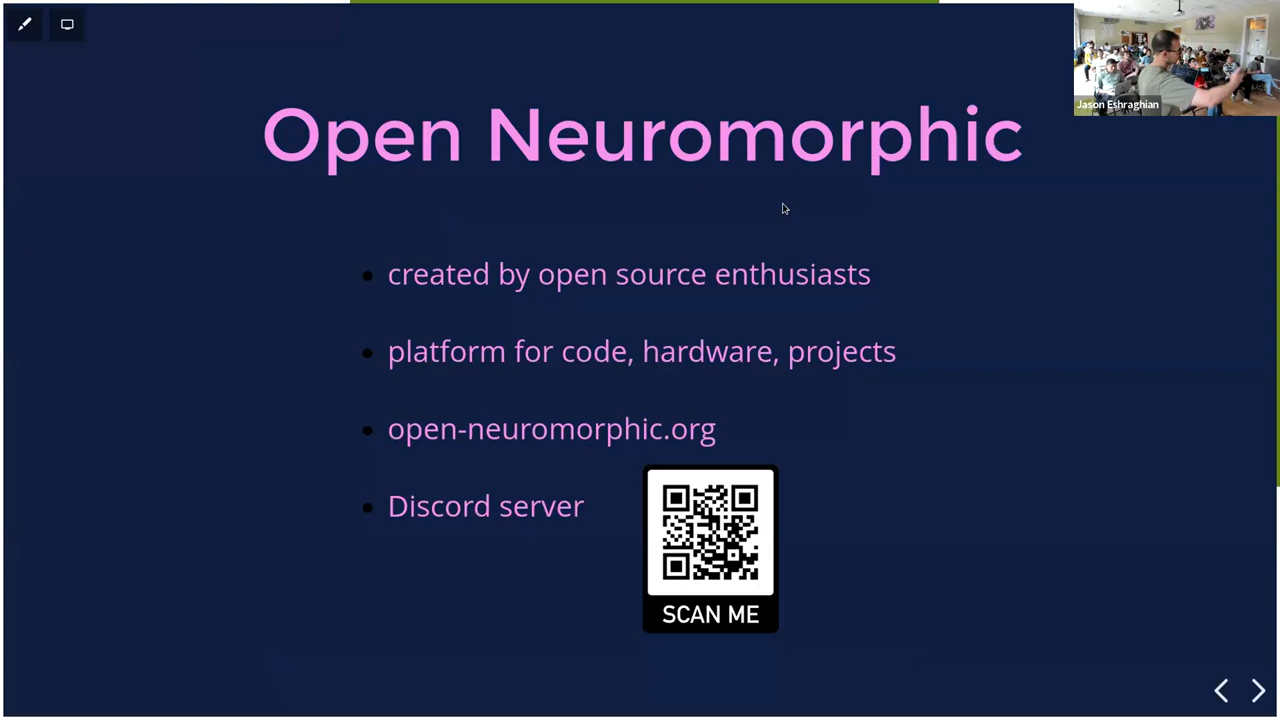 Jason Eshraghian
Open Neuromorphic
created by open source enthusiasts
platform for code, hardware, projects
open-neuromorphic.org
Discord server
SCAN ME